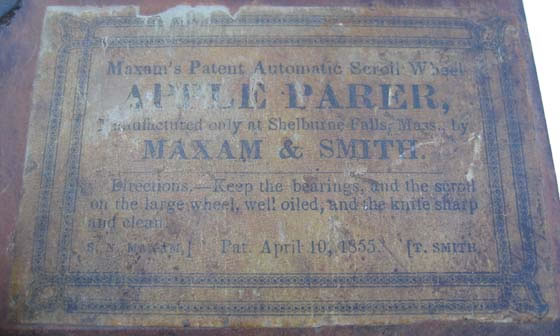 Maxam's Patent Automatic Scroll Wheel
APPLE PARER,
Manufactured only at Shelburne Falls, Mass., by
MAXAM & SMITH.
Directions.—Keep the bearings, and the scroll
on the large wheel, well oiled, and the knife sharp
and clean.
S. N. MAXAM,] Pat. April 10, 1855. [T. SMITH.